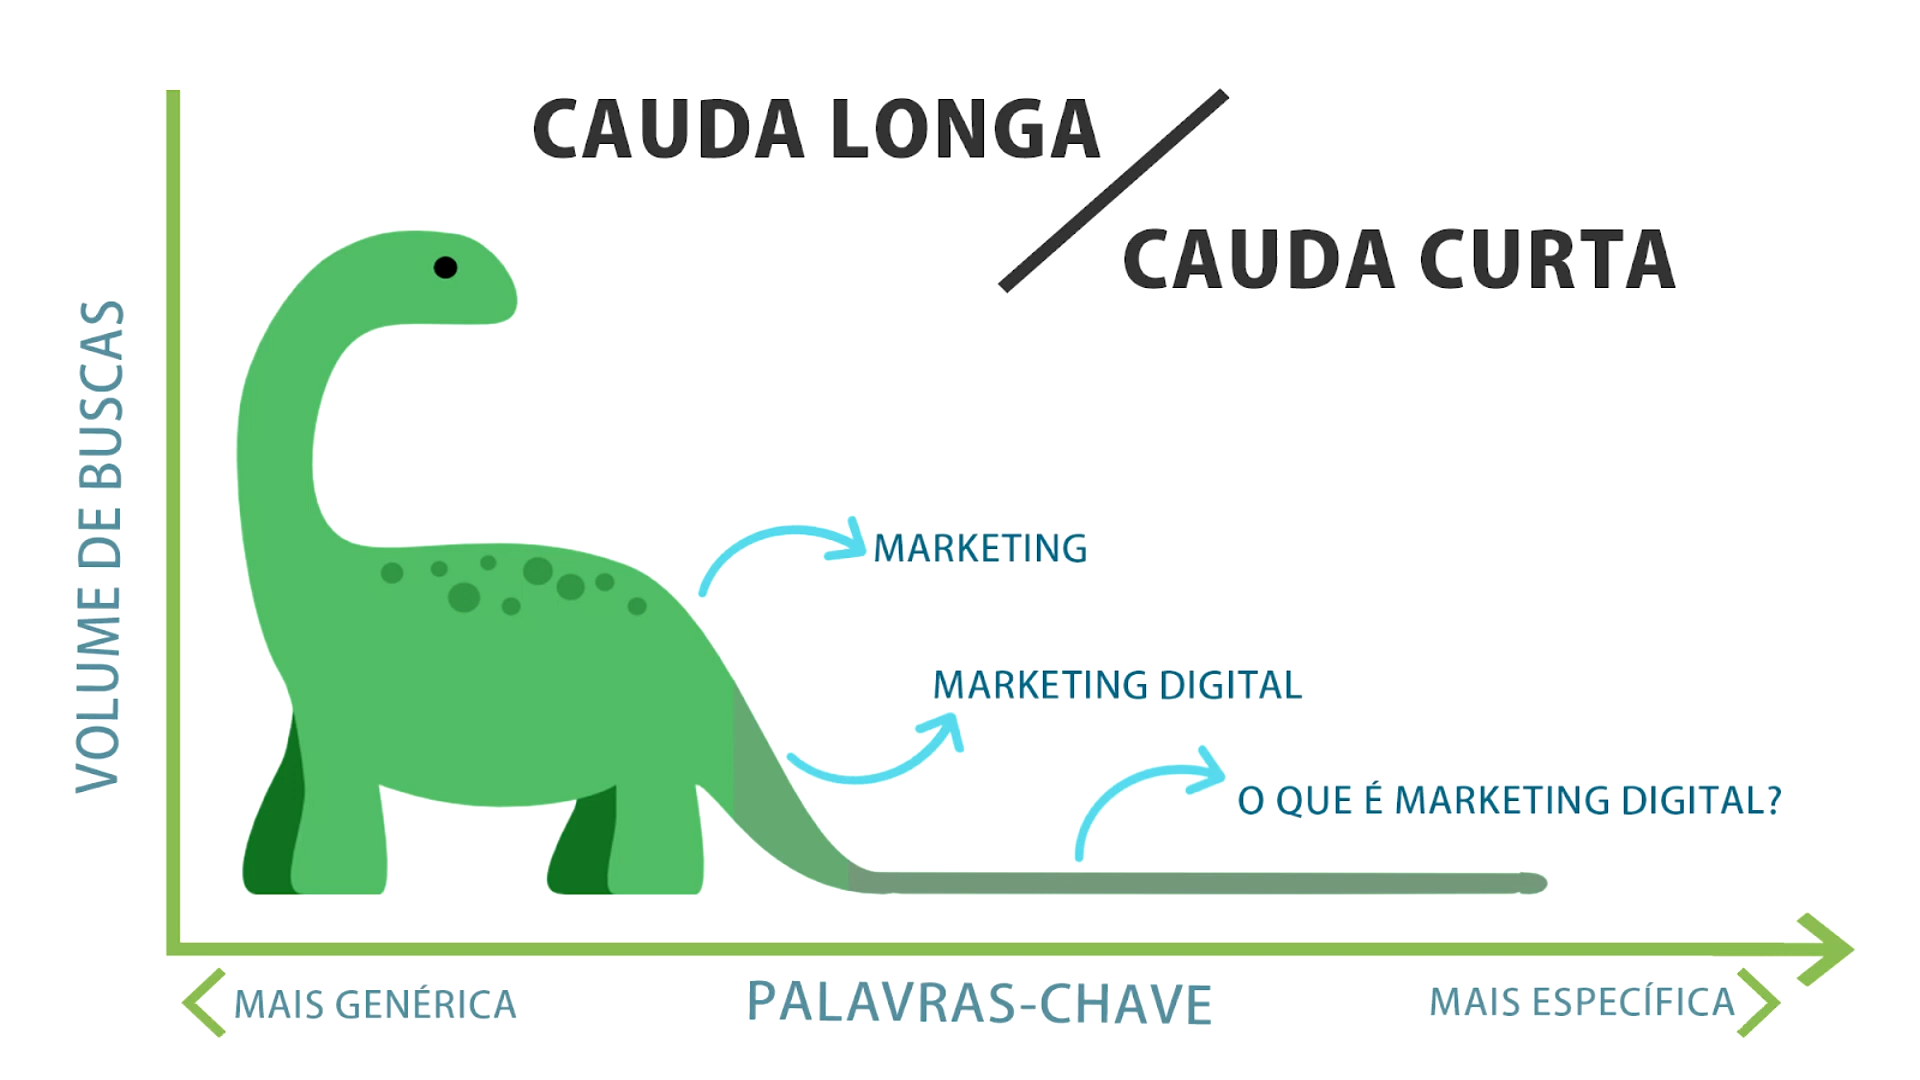 CAUDA LONGA
CAUDA CURTA
VOLUME DE BUSCAS
MARKETING
MARKETING DIGITAL
O QUE É MARKETING DIGITAL?
MAIS GENÉRICA
PALAVRAS-CHAVE
MAIS ESPECÍFICA